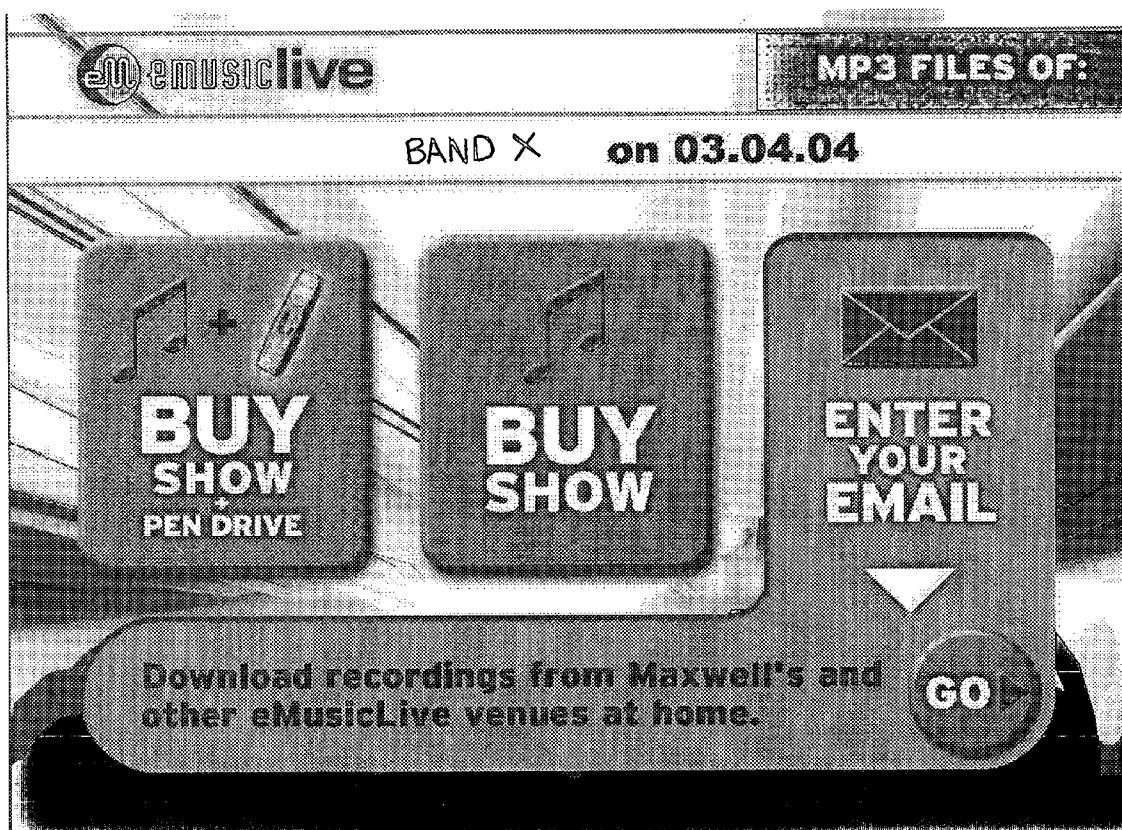 eM emusiclive
MP3 FILES OF:
BAND X on 03.04.04
BUY
SHOW
+
PEN DRIVE
BUY
SHOW
ENTER
YOUR
EMAIL
Download recordings from Maxwell's and
other eMusicLive venues at home.
GO